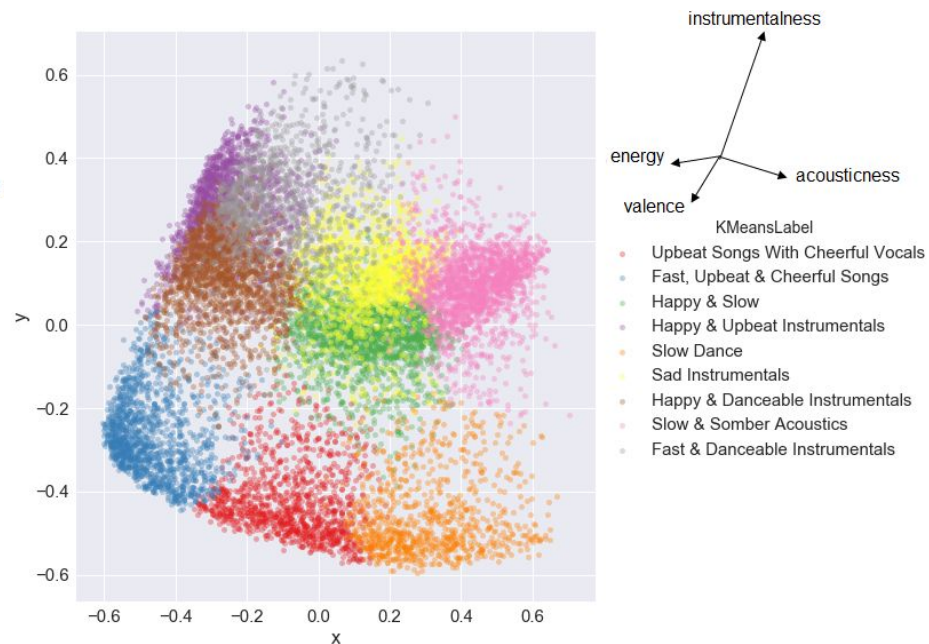 instrumentalness
energy
acousticness
valence
KMeansLabel
Upbeat Songs With Cheerful Vocals
Fast, Upbeat & Cheerful Songs
Happy & Slow
Happy & Upbeat Instrumentals
Slow Dance
Sad Instrumentals
Happy & Danceable Instrumentals
Slow & Somber Acoustics
Fast & Danceable Instrumentals
y
0.6
0.4
0.2
0.0
−0.2
−0.4
−0.6
−0.6 −0.4 −0.2 0.0 0.2 0.4 0.6
x